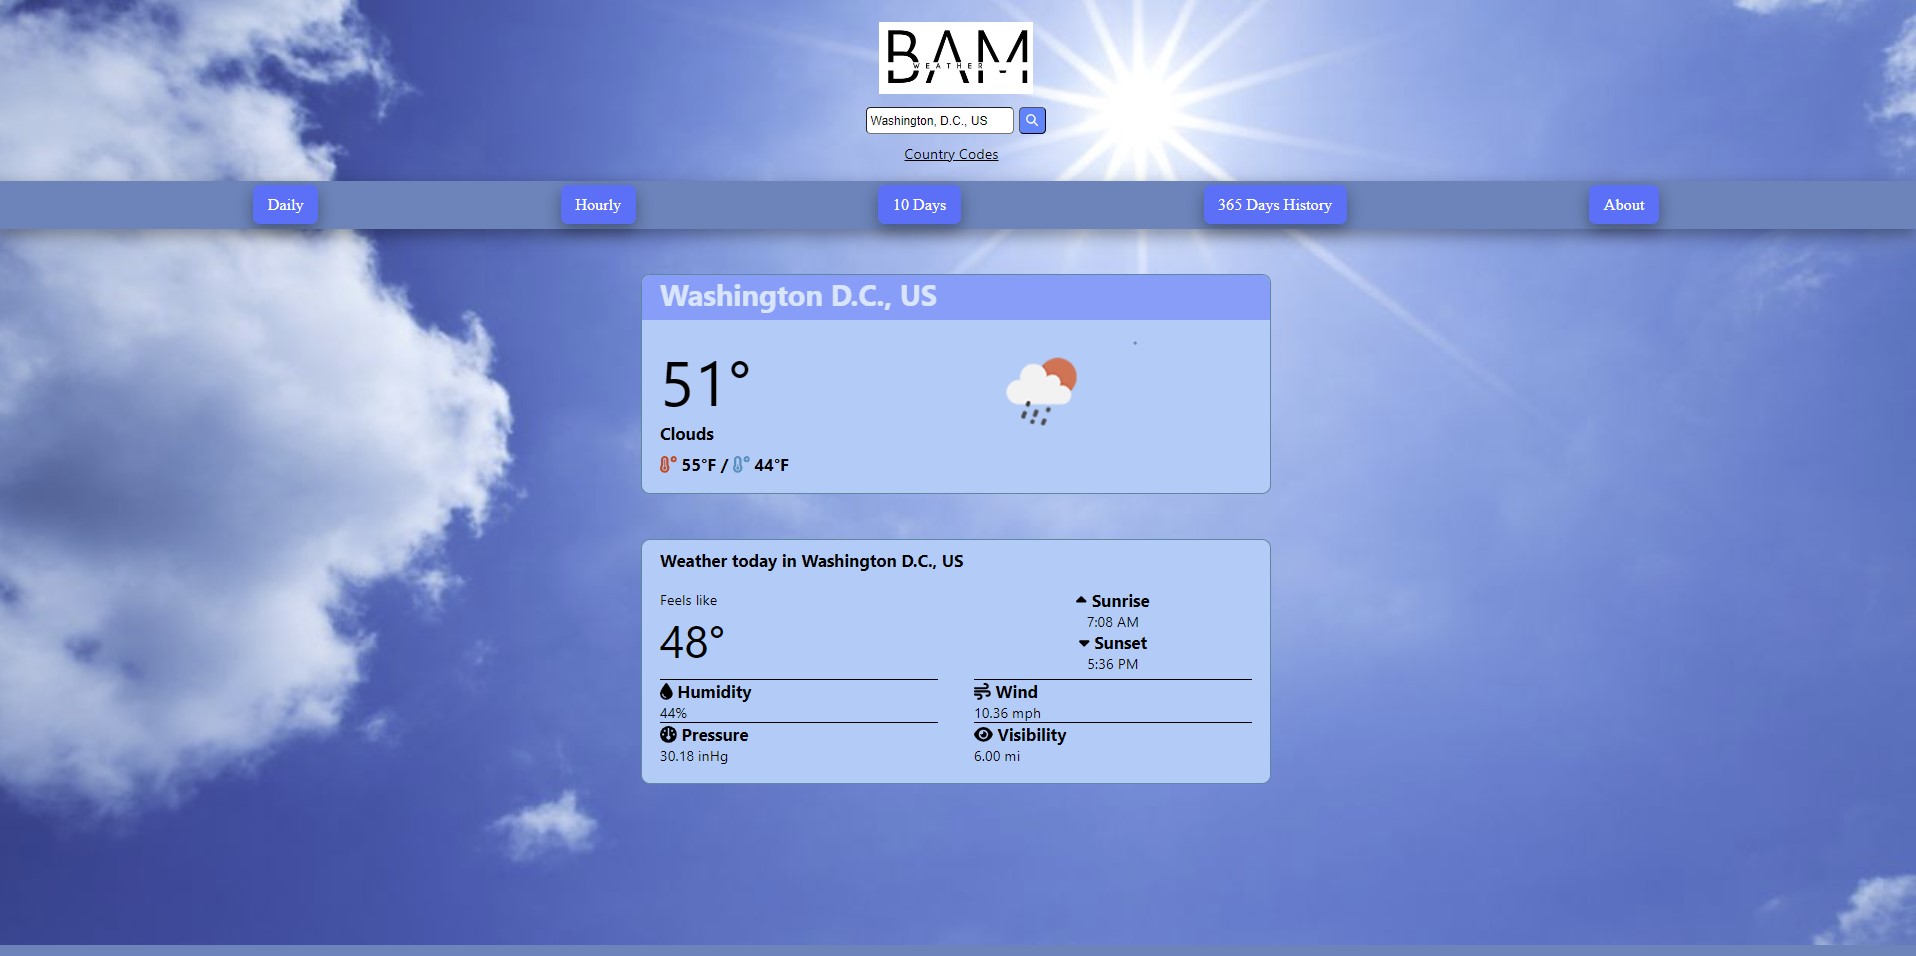 BAM
WEATHER
Washington, D.C., US
Country Codes
Daily Hourly 10 Days 365 Days History About
Washington D.C., US
51°
Clouds
55°F / 44°F
Weather today in Washington D.C., US
Feels like
48°
Sunrise
7:08 AM
Sunset
5:36 PM
Humidity
44%
Wind
10.36 mph
Pressure
30.18 inHg
Visibility
6.00 mi